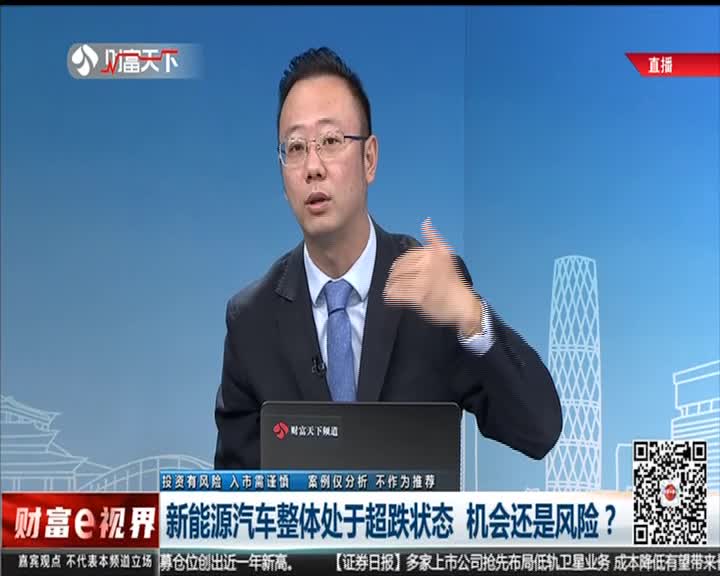 财富天下
直播
财富天下频道
投资有风险 入市需谨慎 案例仅分析 不作为推荐
财富e视界
新能源汽车整体处于超跌状态 机会还是风险？
嘉宾观点 不代表本频道立场
募仓位创出近一年新高。 【证券日报】多家上市公司抢先布局低轨卫星业务 成本降低有望带来